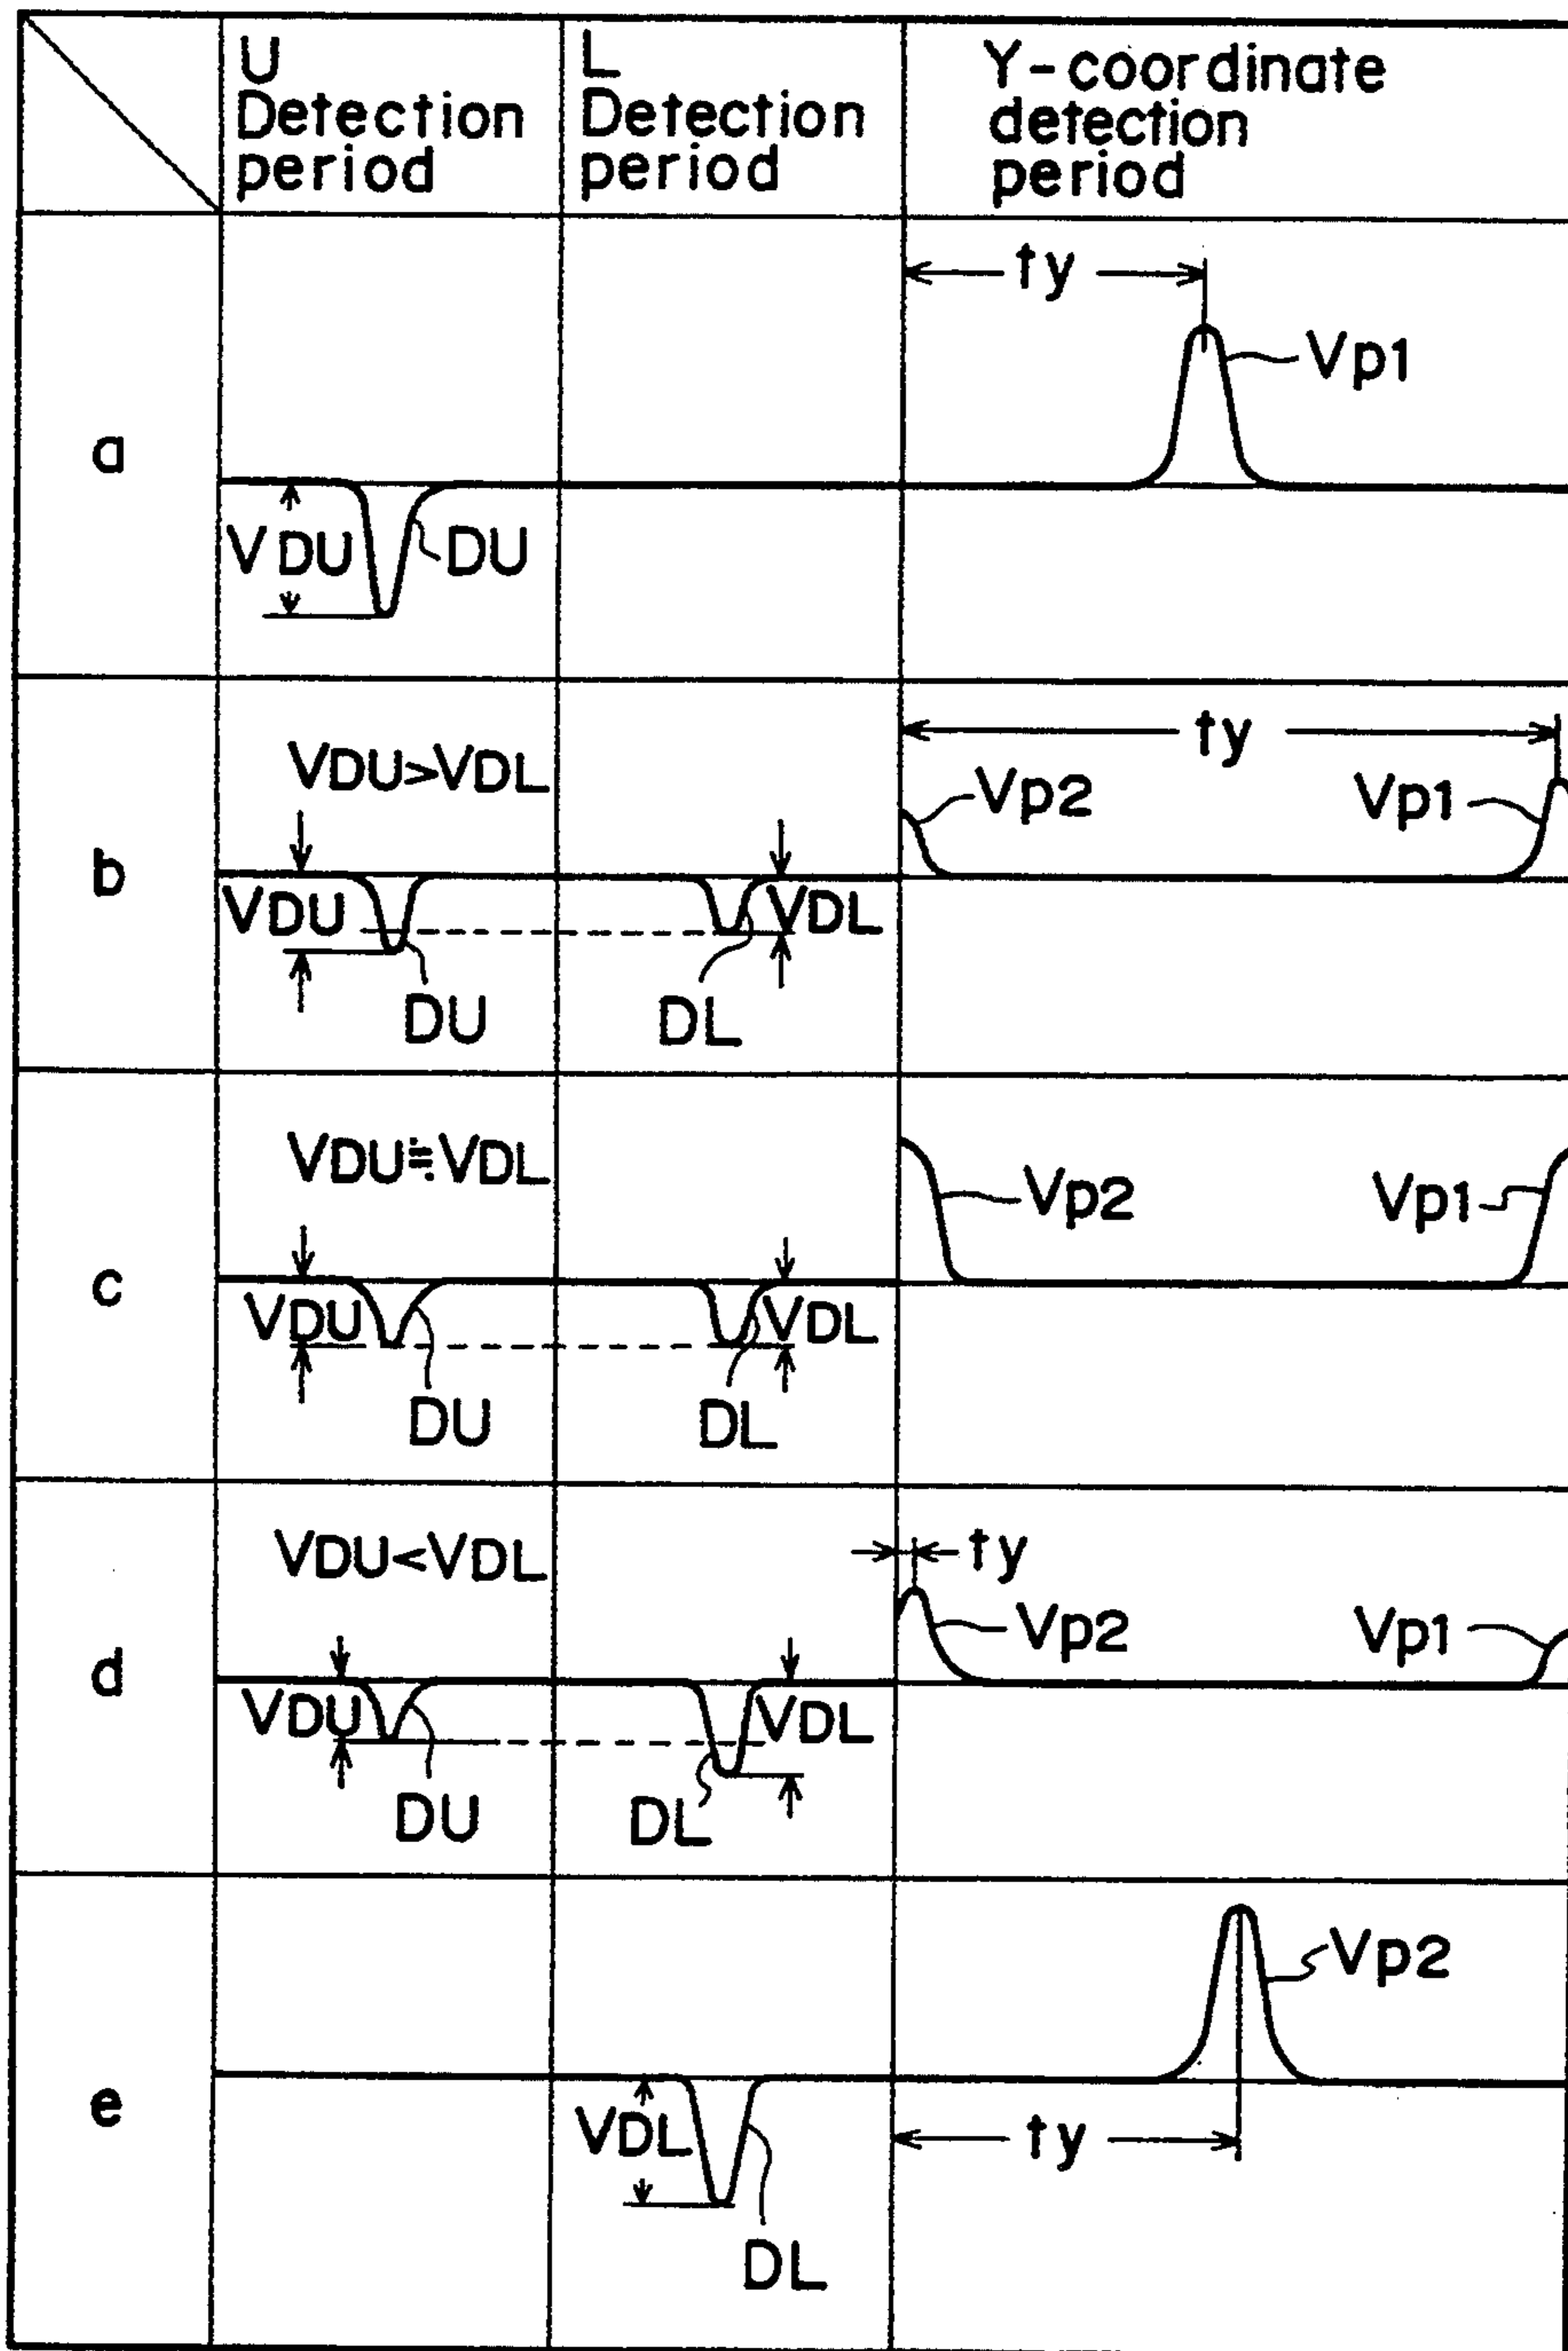 U
Detection
period
L
Detection
period
Y-coordinate
detection
period
a
ty
Vp1
VDU
DU
b
VDU>VDL
ty
Vp2
Vp1
VDU
VDL
DU
DL
c
VDU≒VDL
Vp2
Vp1
VDU
VDL
DU
DL
d
VDU<VDL
ty
Vp2
Vp1
VDU
VDL
DU
DL
e
Vp2
VDL
ty
DL